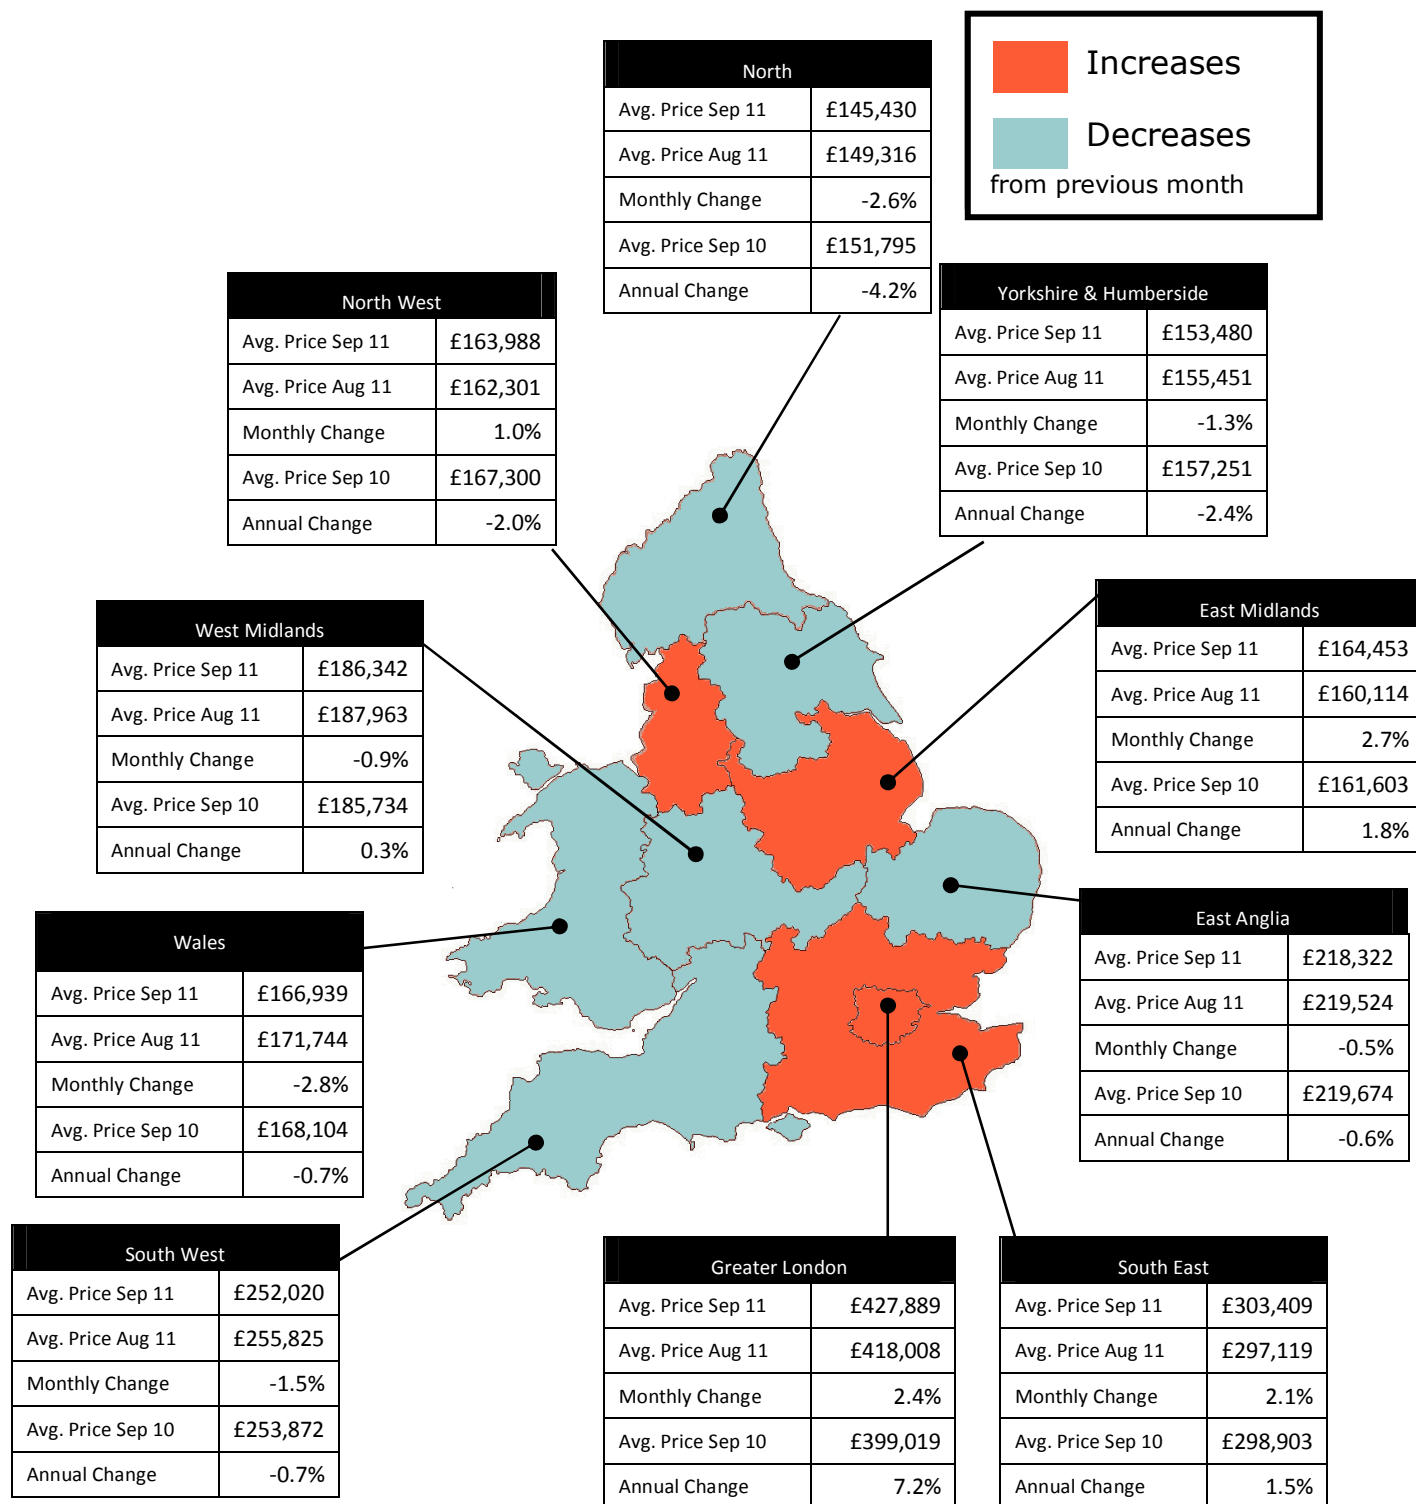 Increases
Decreases
from previous month
North
Avg. Price Sep 11 £145,430
Avg. Price Aug 11 £149,316
Monthly Change -2.6%
Avg. Price Sep 10 £151,795
Annual Change -4.2%
Yorkshire & Humberside
Avg. Price Sep 11 £153,480
Avg. Price Aug 11 £155,451
Monthly Change -1.3%
Avg. Price Sep 10 £157,251
Annual Change -2.4%
North West
Avg. Price Sep 11 £163,988
Avg. Price Aug 11 £162,301
Monthly Change 1.0%
Avg. Price Sep 10 £167,300
Annual Change -2.0%
East Midlands
Avg. Price Sep 11 £164,453
Avg. Price Aug 11 £160,114
Monthly Change 2.7%
Avg. Price Sep 10 £161,603
Annual Change 1.8%
West Midlands
Avg. Price Sep 11 £186,342
Avg. Price Aug 11 £187,963
Monthly Change -0.9%
Avg. Price Sep 10 £185,734
Annual Change 0.3%
East Anglia
Avg. Price Sep 11 £218,322
Avg. Price Aug 11 £219,524
Monthly Change -0.5%
Avg. Price Sep 10 £219,674
Annual Change -0.6%
Wales
Avg. Price Sep 11 £166,939
Avg. Price Aug 11 £171,744
Monthly Change -2.8%
Avg. Price Sep 10 £168,104
Annual Change -0.7%
South West
Avg. Price Sep 11 £252,020
Avg. Price Aug 11 £255,825
Monthly Change -1.5%
Avg. Price Sep 10 £253,872
Annual Change -0.7%
Greater London
Avg. Price Sep 11 £427,889
Avg. Price Aug 11 £418,008
Monthly Change 2.4%
Avg. Price Sep 10 £399,019
Annual Change 7.2%
South East
Avg. Price Sep 11 £303,409
Avg. Price Aug 11 £297,119
Monthly Change 2.1%
Avg. Price Sep 10 £298,903
Annual Change 1.5%